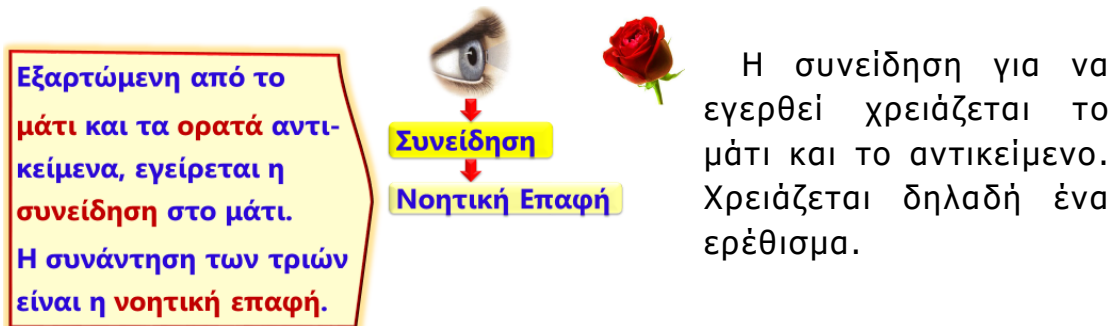 Εξαρτώμενη από το
μάτι και τα ορατά αντι-
κείμενα, εγείρεται η
συνείδηση στο μάτι.
Η συνάντηση των τριών
είναι η νοητική επαφή.
Συνείδηση
Νοητική Επαφή
Η συνείδηση για να
εγερθεί χρειάζεται το
μάτι και το αντικείμενο.
Χρειάζεται δηλαδή ένα
ερέθισμα.